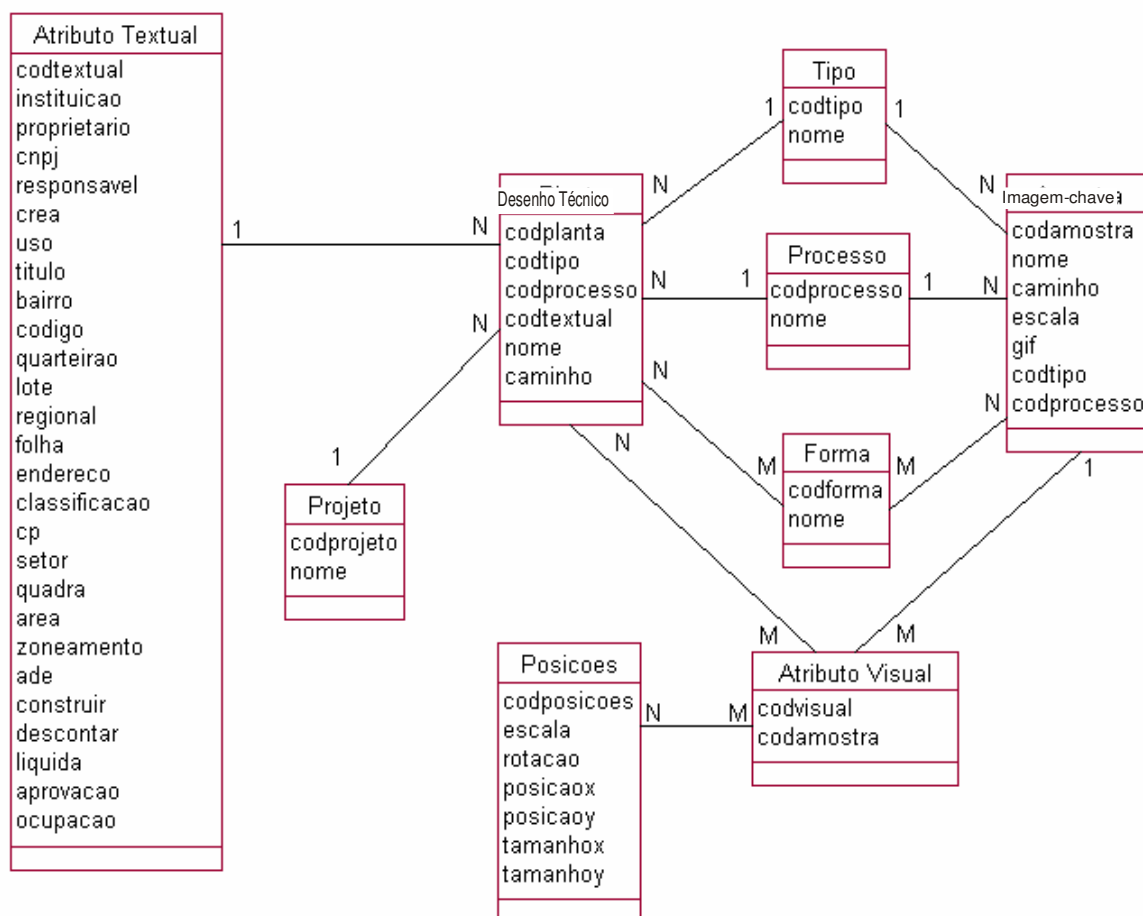 Atributo Textual
codtextual
instituicao
proprietario
cnpj
responsavel
crea
uso
titulo
bairro
codigo
quarteirao
lote
regional
folha
endereco
classificacao
cp
setor
quadra
area
zoneamento
ade
construir
descontar
liquida
aprovacao
ocupacao
1
N
Desenho Técnico
codplanta
codtipo
codprocesso
codtextual
nome
caminho
N
1
Projeto
codprojeto
nome
N
1
Tipo
codtipo
nome
1
N
N
1
Processo
codprocesso
nome
1
N
N
M
Forma
codforma
nome
M
N
Imagem-chave
codamostra
nome
caminho
escala
gif
codtipo
codprocesso
N
M
1
M
Atributo Visual
codvisual
codamostra
N
M
Posicoes
codposicoes
escala
rotacao
posicaox
posicaoy
tamanhox
tamanhoy